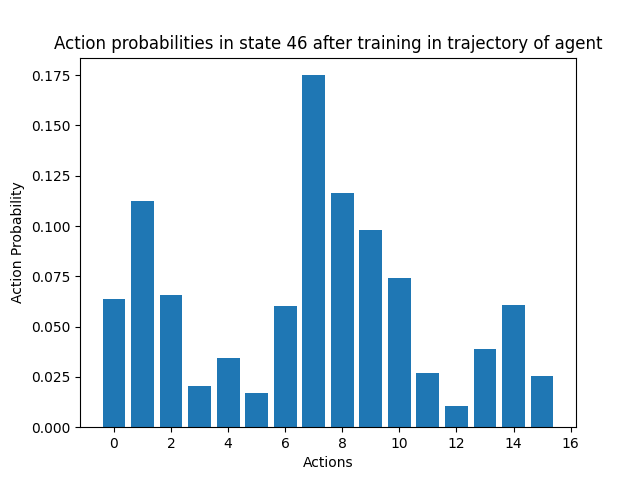 Action probabilities in state 46 after training in trajectory of agent
0.175
0.150
0.125
0.100
0.075
0.050
0.025
0.000
Action Probability
0 2 4 6 8 10 12 14 16
Actions